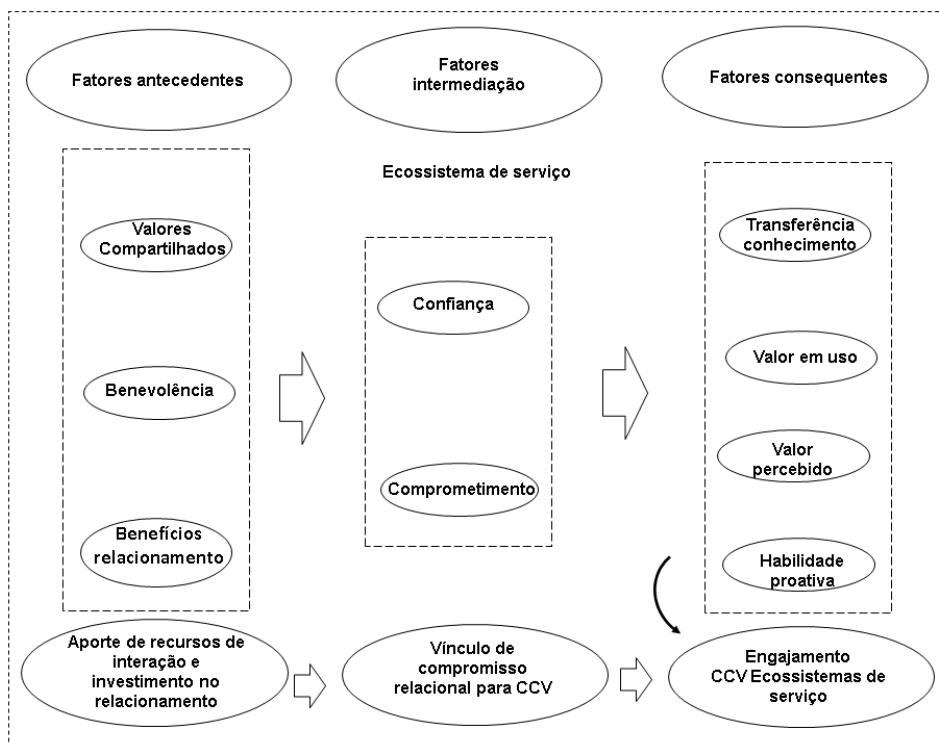 Fatores antecedentes
Fatores
intermediação
Fatores consequentes
Ecossistema de serviço
Valores
Compartilhados
Benevolência
Benefícios
relacionamento
Confiança
Comprometimento
Transferência
conhecimento
Valor em uso
Valor
percebido
Habilidade
proativa
Aporte de recursos de
interação e
investimento no
relacionamento
Vínculo de
compromisso
relacional para CCV
Engajamento
CCV Ecossistemas de
serviço